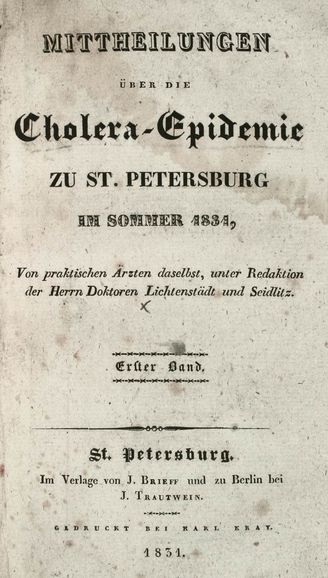 MITTHEILUNGEN
ÜBER DIE
Cholera-Epidemie
ZU ST. PETERSBURG
IM SOMMER 1831,
Von praktischen Arzten daselbst, unter Redaktion
der Herrn Doktoren Lichtenstädt und Seidlitz.
Erster Band.
St. Petersburg.
Im Verlage von J. BRIEFF und zu Berlin bei
J. TRAUTWEIN.
GEDRUCKT BEI KARL KRAY.
1831.